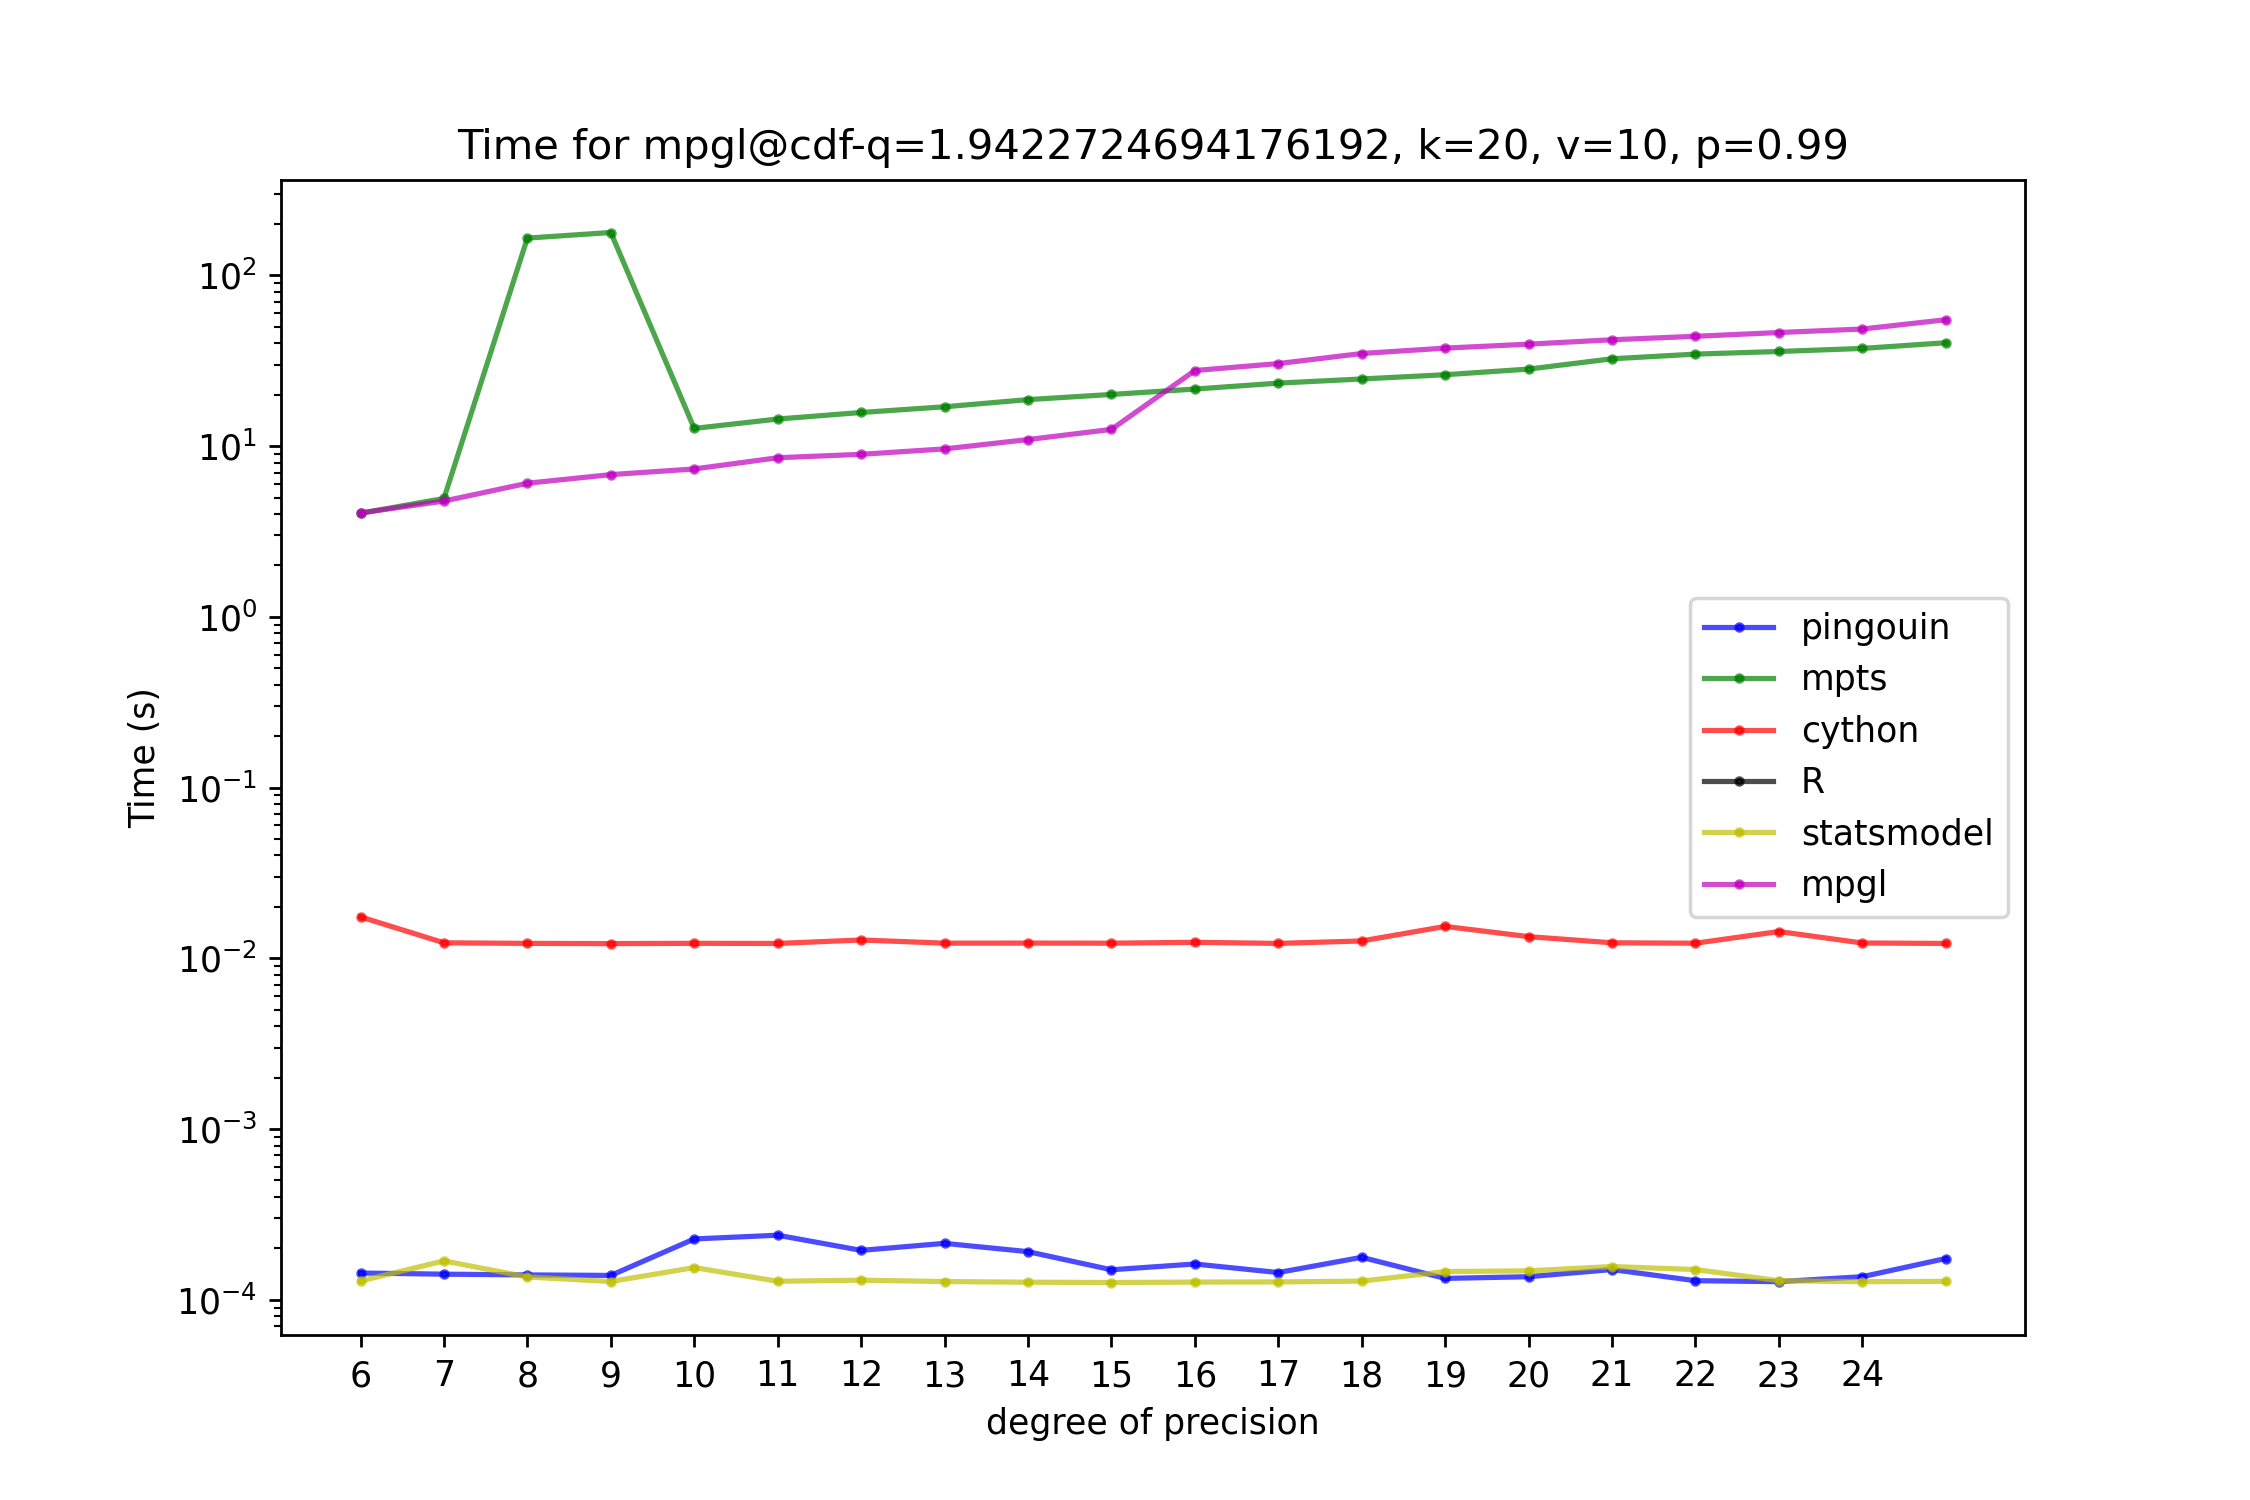 Time for mpgl@cdf-q=1.9422724694176192, k=20, v=10, p=0.99
Time (s)
10²
10¹
10⁰
10⁻¹
10⁻²
10⁻³
10⁻⁴
pingouin
mpts
cython
R
statsmodel
mpgl
6 7 8 9 10 11 12 13 14 15 16 17 18 19 20 21 22 23 24
degree of precision